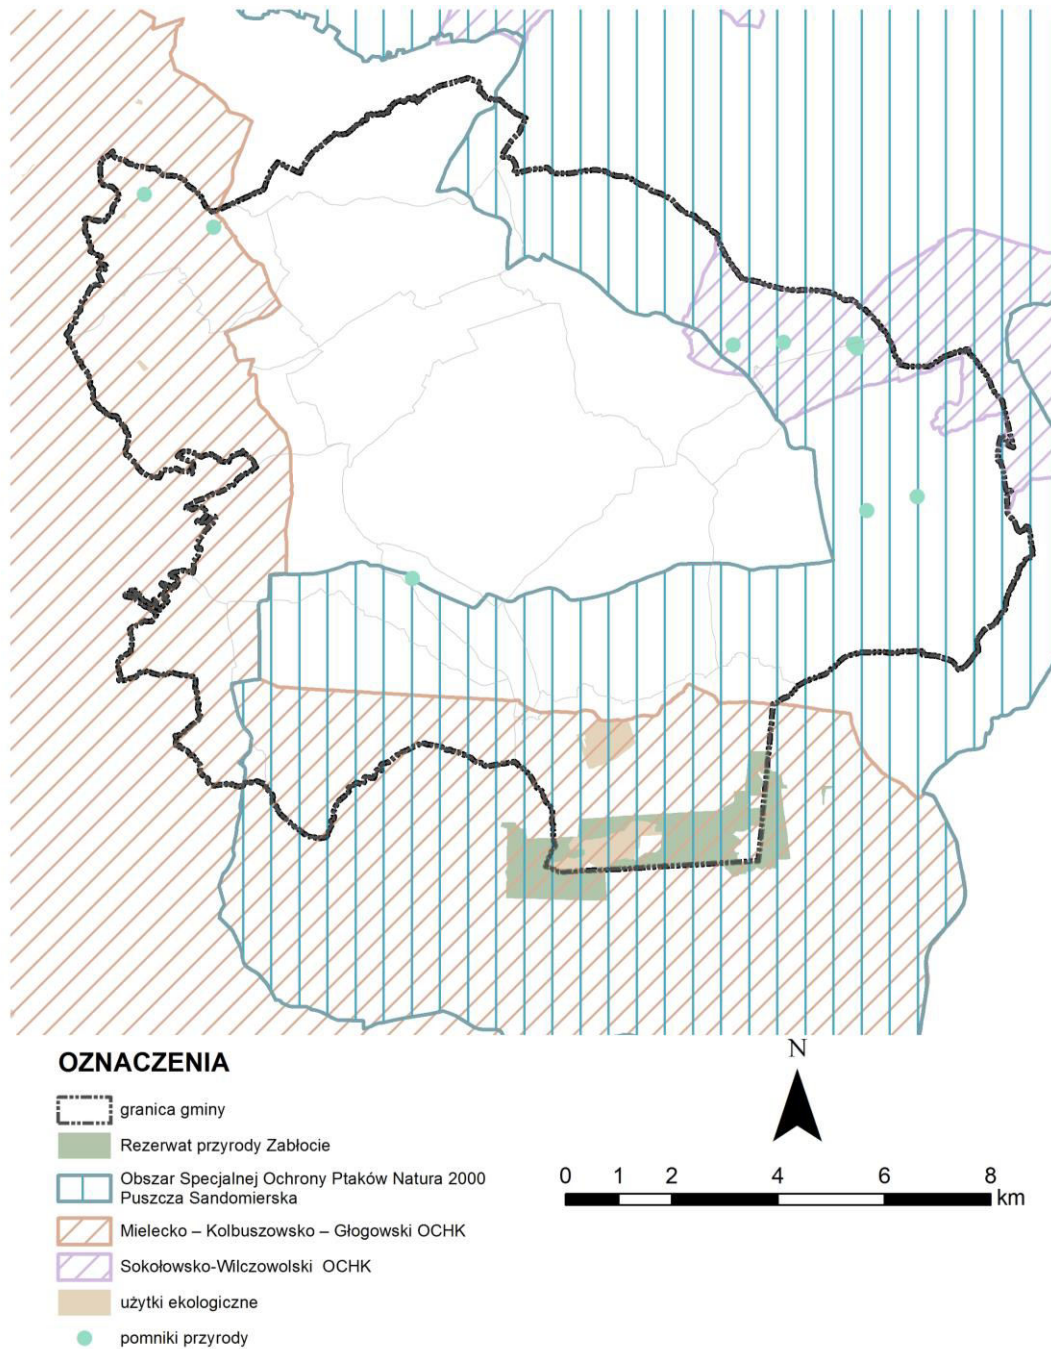 OZNACZENIA
granica gminy
Rezerwat przyrody Zabłocie
Obszar Specjalnej Ochrony Ptaków Natura 2000
Puszcza Sandomierska
Mielecko – Kolbuszowsko – Głogowski OCHK
Sokołowsko-Wilczowolski OCHK
użytki ekologiczne
pomniki przyrody
N
0 1 2 4 6 8
km